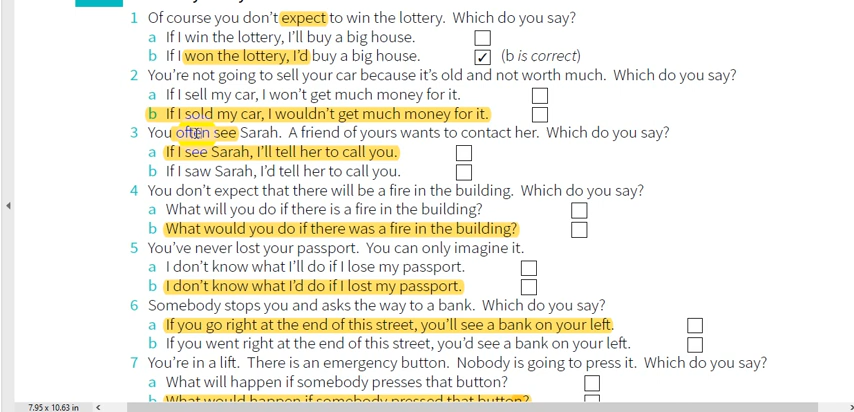 1 Of course you don't expect to win the lottery. Which do you say?
a If I win the lottery, I'll buy a big house.
b If I won the lottery, I'd buy a big house. ✓ (b is correct)
2 You're not going to sell your car because it's old and not worth much. Which do you say?
a If I sell my car, I won't get much money for it.
b If I sold my car, I wouldn't get much money for it.
3 You often see Sarah. A friend of yours wants to contact her. Which do you say?
a If I see Sarah, I'll tell her to call you.
b If I saw Sarah, I'd tell her to call you.
4 You don't expect that there will be a fire in the building. Which do you say?
a What will you do if there is a fire in the building?
b What would you do if there was a fire in the building?
5 You've never lost your passport. You can only imagine it.
a I don't know what I'll do if I lose my passport.
b I don't know what I'd do if I lost my passport.
6 Somebody stops you and asks the way to a bank. Which do you say?
a If you go right at the end of this street, you'll see a bank on your left.
b If you went right at the end of this street, you'd see a bank on your left.
7 You're in a lift. There is an emergency button. Nobody is going to press it. Which do you say?
a What will happen if somebody presses that button?
b What would happen if somebody pressed that button?
7.95 x 10.63 in